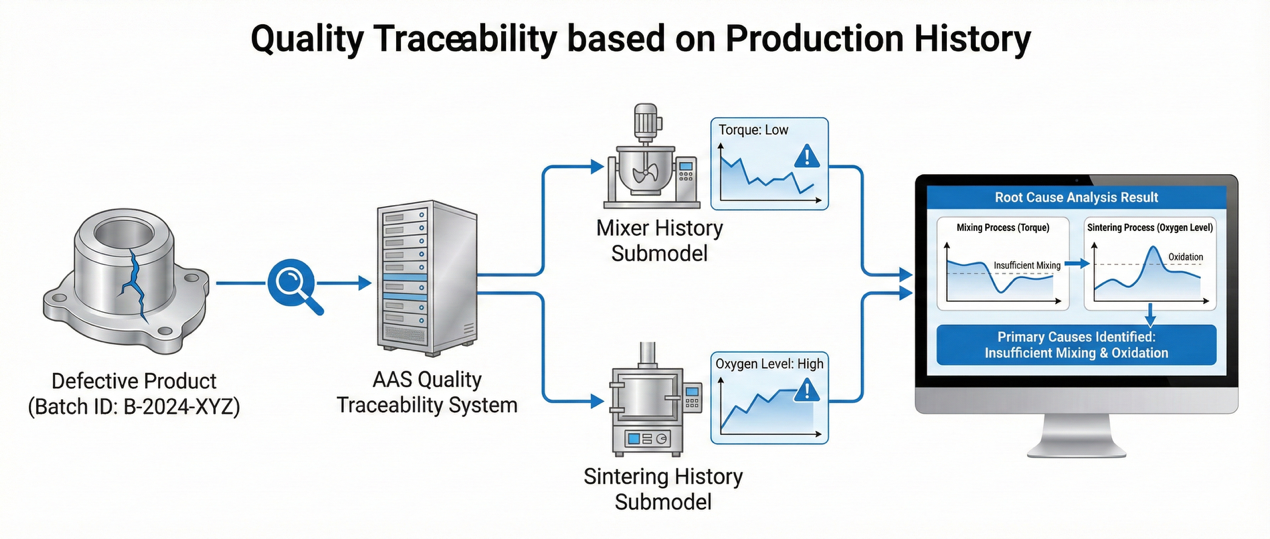 Quality Traceability based on Production History
Defective Product
(Batch ID: B-2024-XYZ)
AAS Quality
Traceability System
Torque: Low
Mixer History
Submodel
Oxygen Level: High
Sintering History
Submodel
Root Cause Analysis Result
Mixing Process (Torque)
Insufficient Mixing
Sintering Process (Oxygen Level)
Oxidation
Primary Causes Identified:
Insufficient Mixing & Oxidation